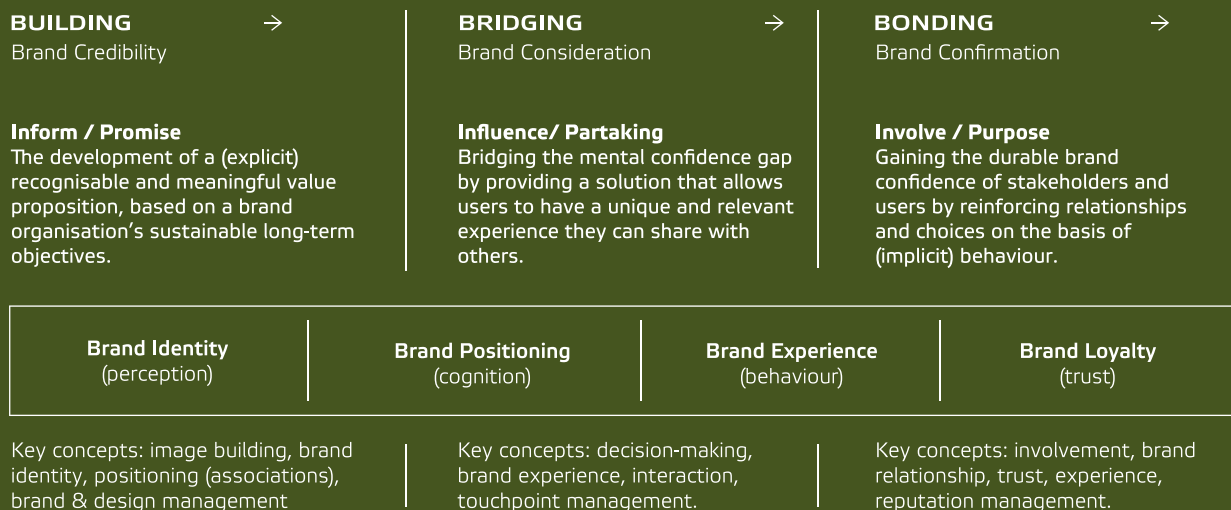 BUILDING →
Brand Credibility
Inform / Promise
The development of a (explicit)
recognisable and meaningful value
proposition, based on a brand
organisation's sustainable long-term
objectives.
BRIDGING →
Brand Consideration
Influence/ Partaking
Bridging the mental confidence gap
by providing a solution that allows
users to have a unique and relevant
experience they can share with
others.
BONDING →
Brand Confirmation
Involve / Purpose
Gaining the durable brand
confidence of stakeholders and
users by reinforcing relationships
and choices on the basis of
(implicit) behaviour.
Brand Identity
(perception)
Brand Positioning
(cognition)
Brand Experience
(behaviour)
Brand Loyalty
(trust)
Key concepts: image building, brand
identity, positioning (associations),
brand & design management
Key concepts: decision-making,
brand experience, interaction,
touchpoint management.
Key concepts: involvement, brand
relationship, trust, experience,
reputation management.